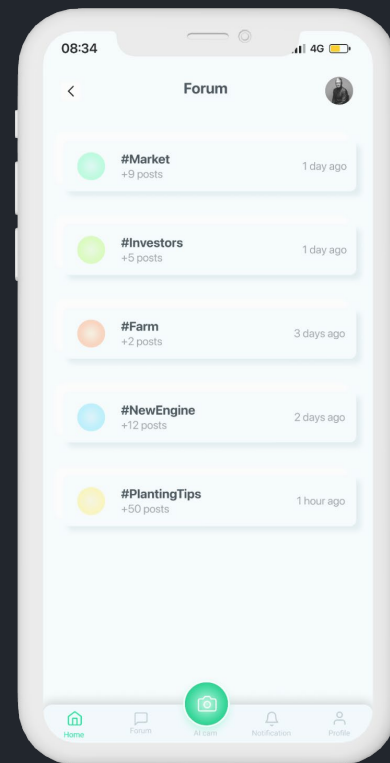 08:34
4G
Forum
#Market
+9 posts
1 day ago
#Investors
+5 posts
1 day ago
#Farm
+2 posts
3 days ago
#NewEngine
+12 posts
2 days ago
#PlantingTips
+50 posts
1 hour ago
Home
Forum
AI cam
Notification
Profile